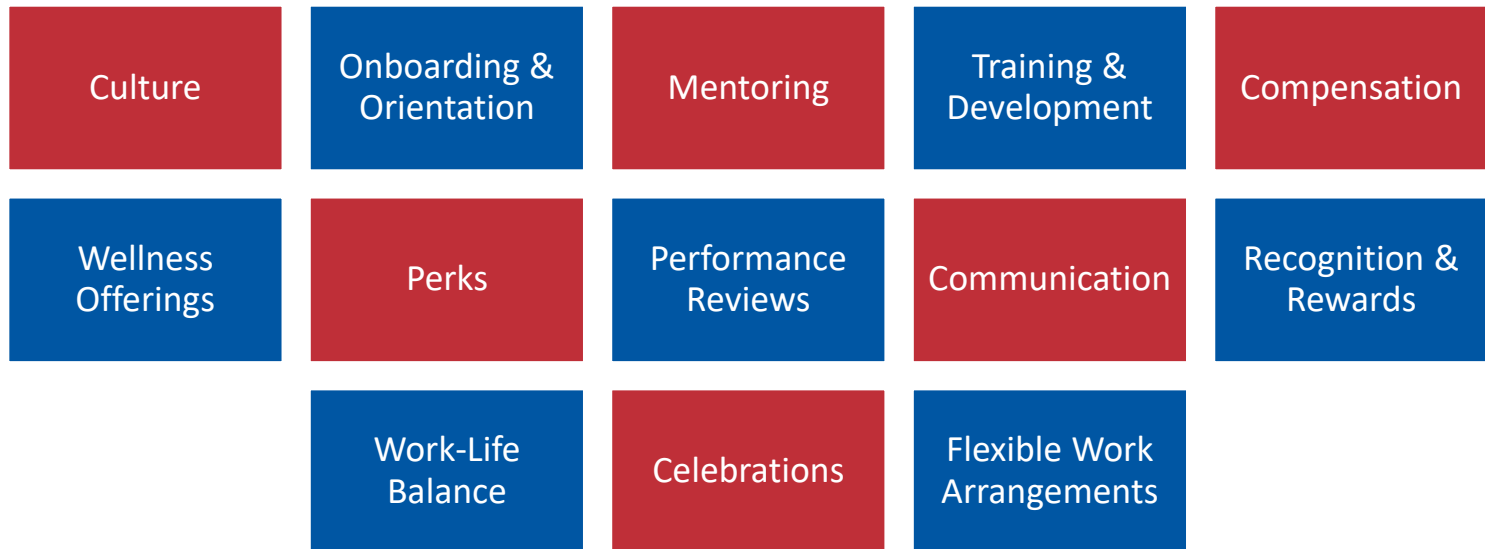 Culture
Onboarding &
Orientation
Mentoring
Training &
Development
Compensation
Wellness
Offerings
Perks
Performance
Reviews
Communication
Recognition &
Rewards
Work-Life
Balance
Celebrations
Flexible Work
Arrangements